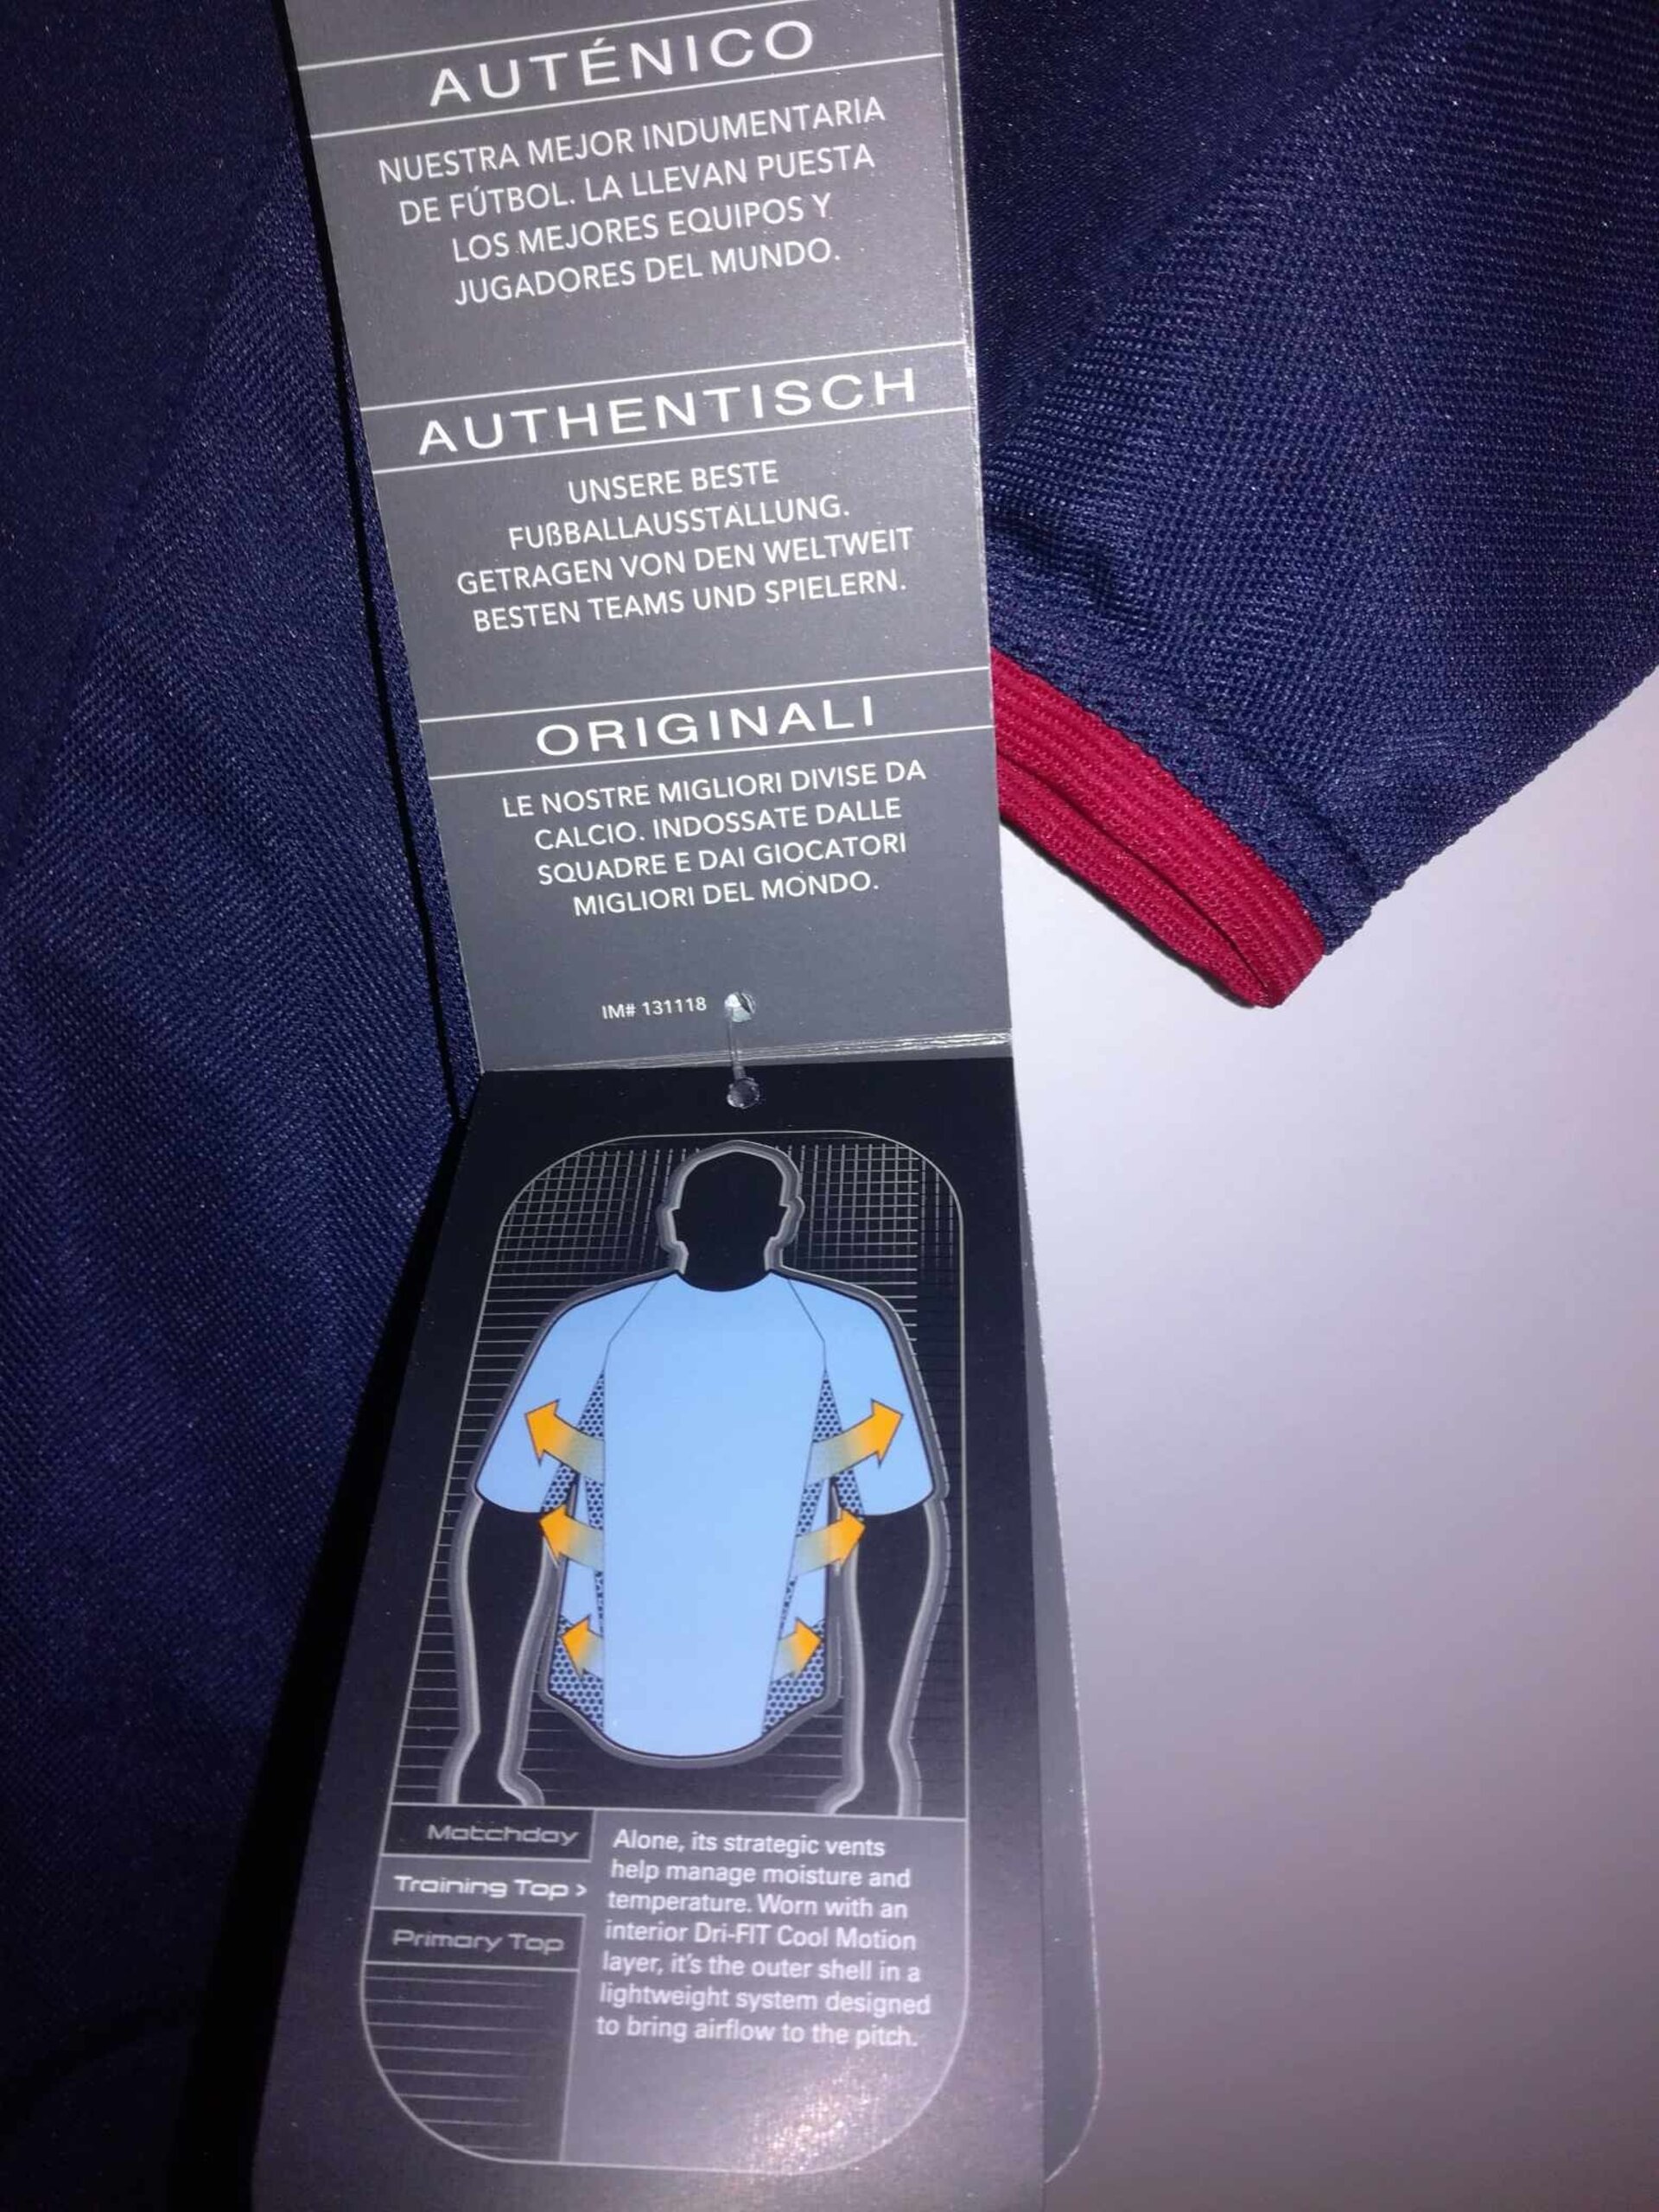 AUTÉNICO
NUESTRA MEJOR INDUMENTARIA
DE FÚTBOL. LA LLEVAN PUESTA
LOS MEJORES EQUIPOS Y
JUGADORES DEL MUNDO.
AUTHENTISCH
UNSERE BESTE
FUßBALLAUSSTALLUNG.
GETRAGEN VON DEN WELTWEIT
BESTEN TEAMS UND SPIELERN.
ORIGINALI
LE NOSTRE MIGLIORI DIVISE DA
CALCIO. INDOSSATE DALLE
SQUADRE E DAI GIOCATORI
MIGLIORI DEL MONDO.
IM# 131118
Matchday
Training Top >
Primary Top
Alone, its strategic vents
help manage moisture and
temperature. Worn with an
interior Dri-FIT Cool Motion
layer, it's the outer shell in a
lightweight system designed
to bring airflow to the pitch.